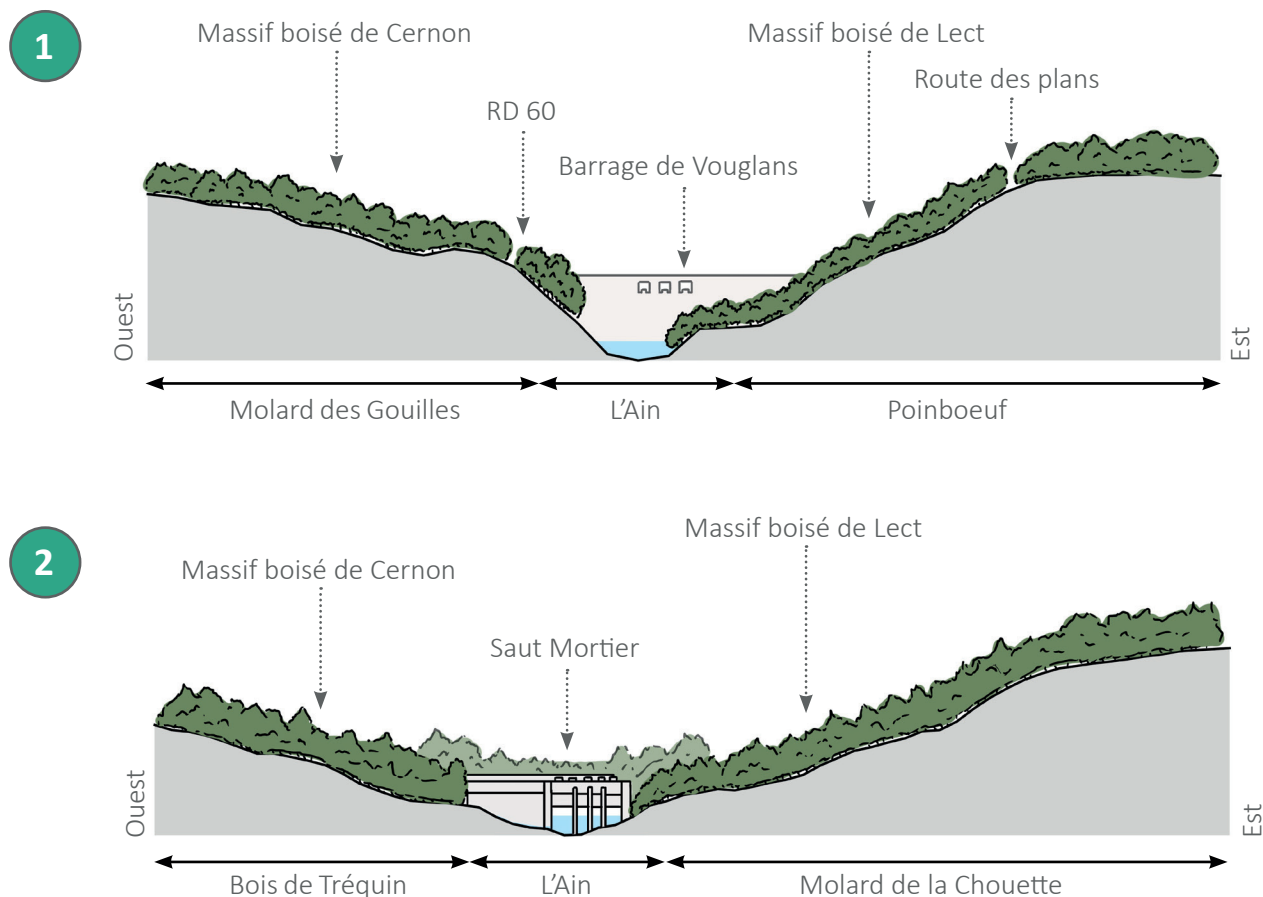 1
Massif boisé de Cernon
Massif boisé de Lect
Route des plans
RD 60
Barrage de Vouglans
Ouest
Est
Molard des Gouilles
L'Ain
Poinboeuf
2
Massif boisé de Lect
Massif boisé de Cernon
Saut Mortier
Ouest
Est
Bois de Tréquin
L'Ain
Molard de la Chouette